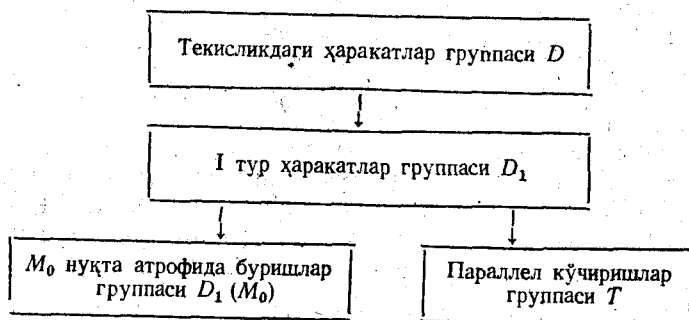 Текисликдаги ҳаракатлар группаси D
I тур ҳаракатлар группаси D₁
M₀ нуқта атрофида буришлар
группаси D₁ (M₀)
Параллел кўчиришлар
группаси T